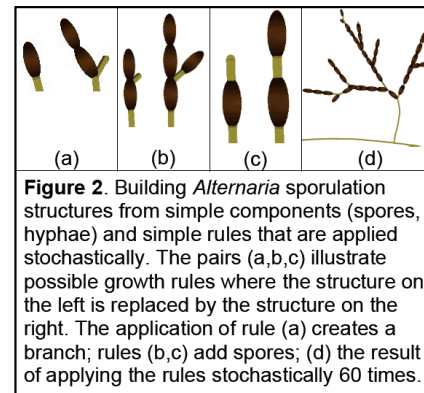 (a) (b) (c) (d)
Figure 2. Building Alternaria sporulation
structures from simple components (spores,
hyphae) and simple rules that are applied
stochastically. The pairs (a,b,c) illustrate
possible growth rules where the structure on
the left is replaced by the structure on the
right. The application of rule (a) creates a
branch; rules (b,c) add spores; (d) the result
of applying the rules stochastically 60 times.